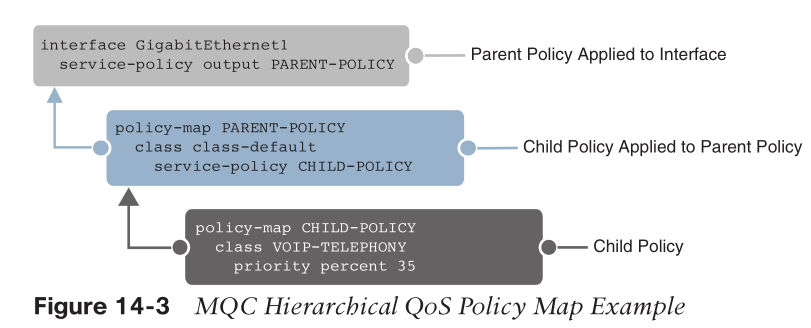 interface GigabitEthernet1
service-policy output PARENT-POLICY
Parent Policy Applied to Interface
policy-map PARENT-POLICY
class class-default
service-policy CHILD-POLICY
Child Policy Applied to Parent Policy
policy-map CHILD-POLICY
class VOIP-TELEPHONY
priority percent 35
Child Policy
Figure 14-3 MQC Hierarchical QoS Policy Map Example